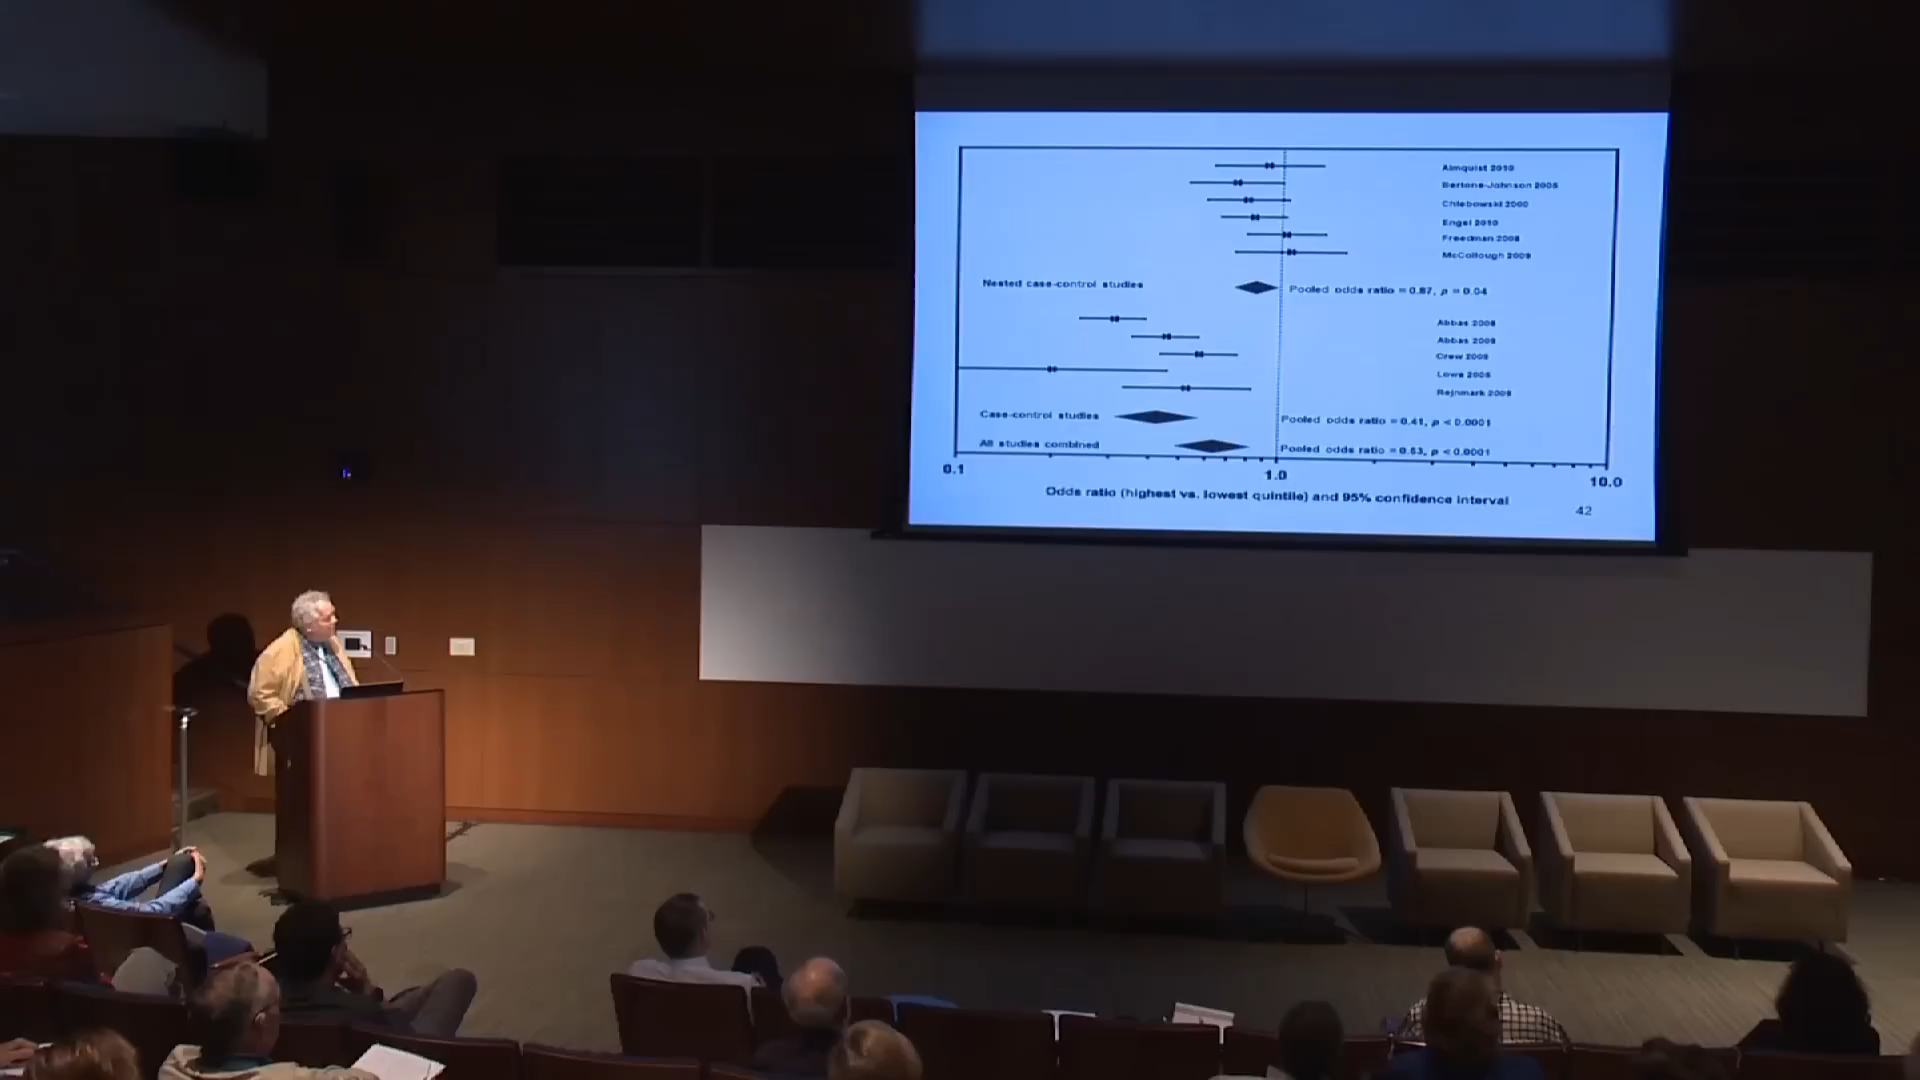 Almquist 2010
Bertone-Johnson 2005
Chlebowski 2000
Engel 2010
Freedman 2008
McCollough 2009
Nested case-control studies
Pooled odds ratio = 0.87, p = 0.04
Abbas 2008
Abbas 2009
Crew 2009
Lowe 2005
Rejnmark 2009
Case-control studies
Pooled odds ratio = 0.41, p < 0.0001
All studies combined
Pooled odds ratio = 0.63, p < 0.0001
0.1
1.0
10.0
Odds ratio (highest vs. lowest quintile) and 95% confidence interval
42